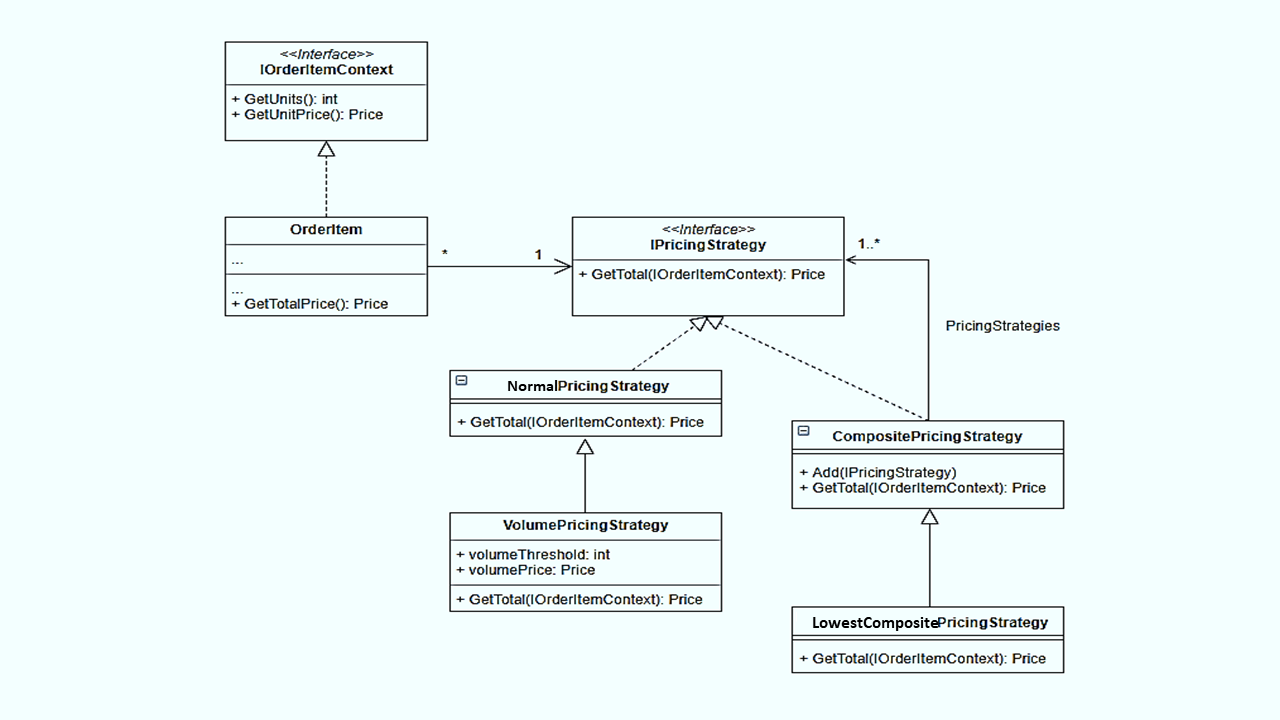 <<Interface>>
IOrderItemContext
+ GetUnits(): int
+ GetUnitPrice(): Price
OrderItem
...
...
+ GetTotalPrice(): Price
*
1
<<Interface>>
IPricingStrategy
+ GetTotal(IOrderItemContext): Price
1..*
PricingStrategies
NormalPricingStrategy
+ GetTotal(IOrderItemContext): Price
CompositePricingStrategy
+ Add(IPricingStrategy)
+ GetTotal(IOrderItemContext): Price
VolumePricingStrategy
+ volumeThreshold: int
+ volumePrice: Price
+ GetTotal(IOrderItemContext): Price
LowestCompositePricingStrategy
+ GetTotal(IOrderItemContext): Price